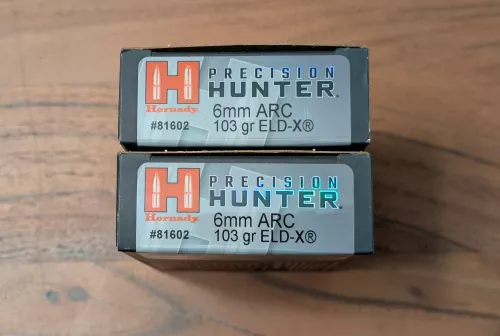 PRECISION
HUNTER®
Hornady®
6mm ARC
#81602
103 gr ELD-X®
PRECISION
HUNTER®
Hornady®
6mm ARC
#81602
103 gr ELD-X®